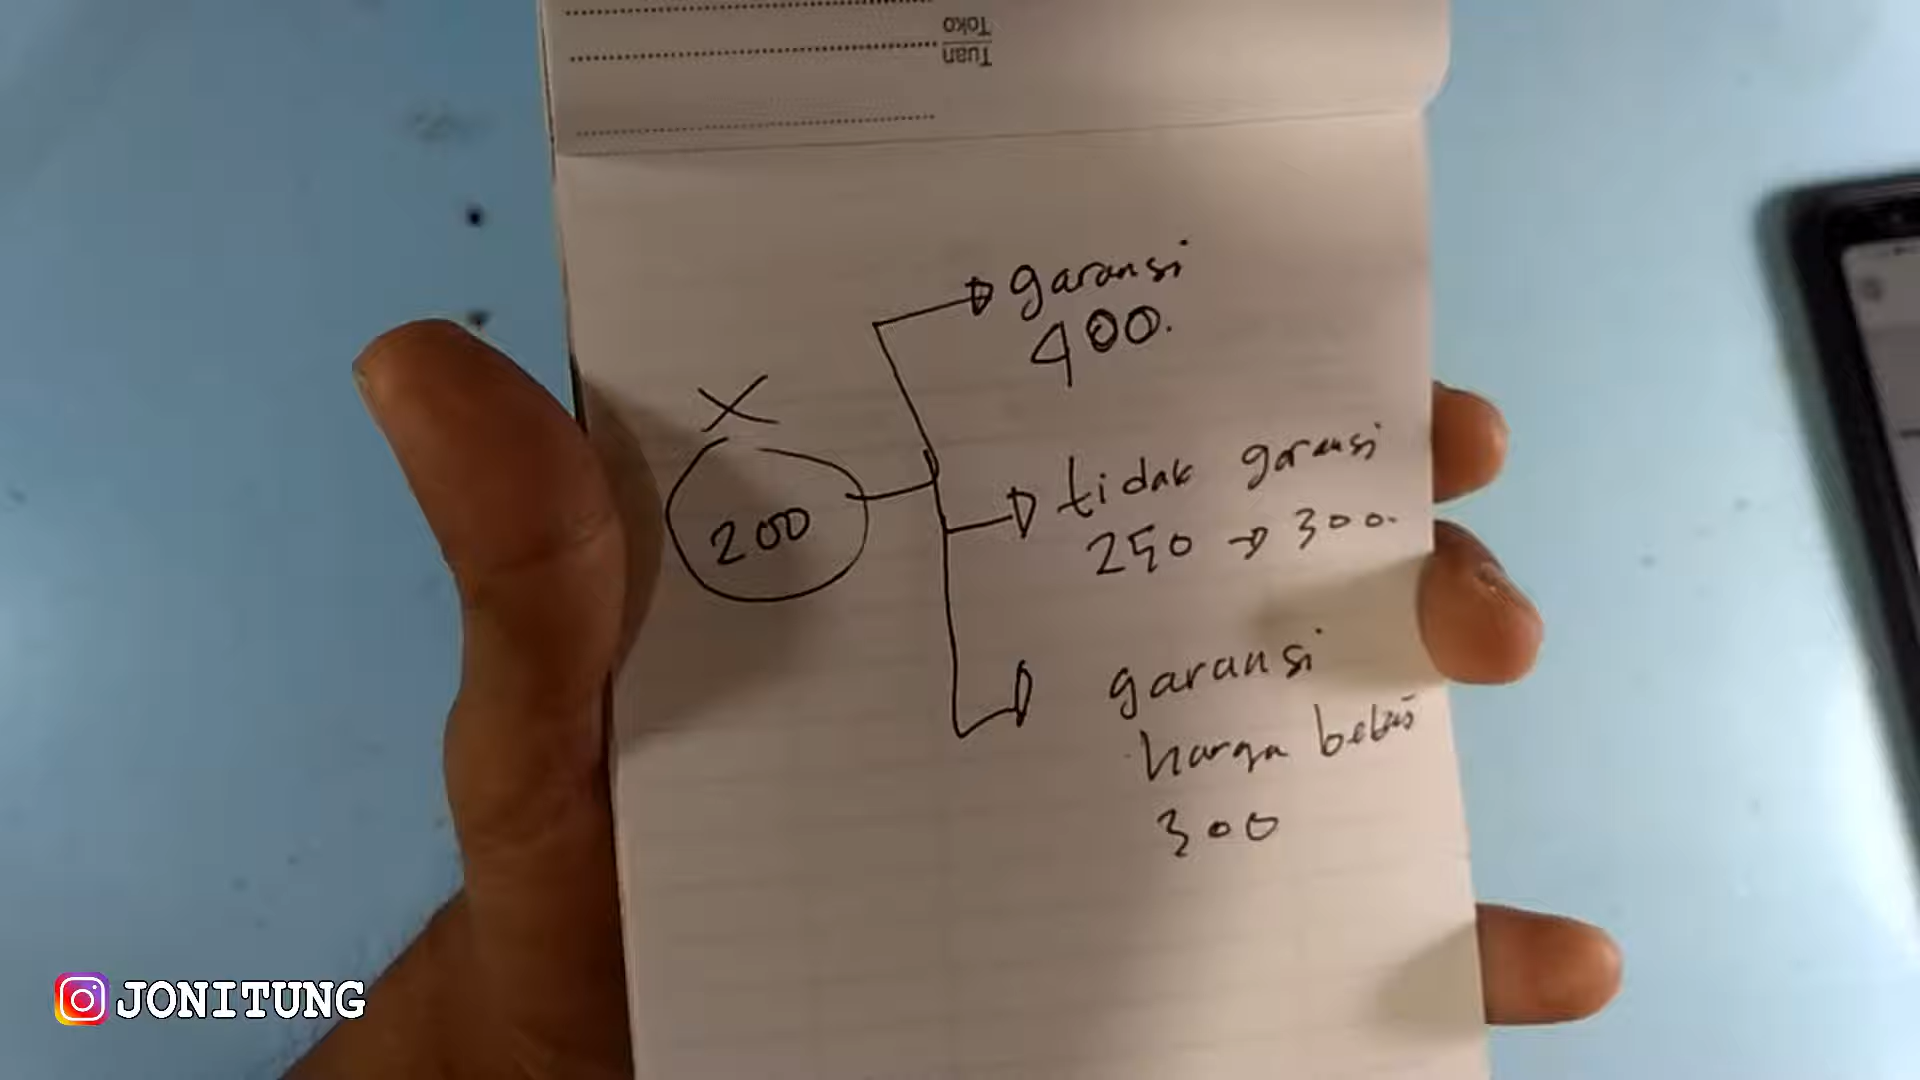 Tuan
Toko
X
200
garansi
400.
tidak garansi
250 → 300.
garansi
harga bebas
300
JONITUNG